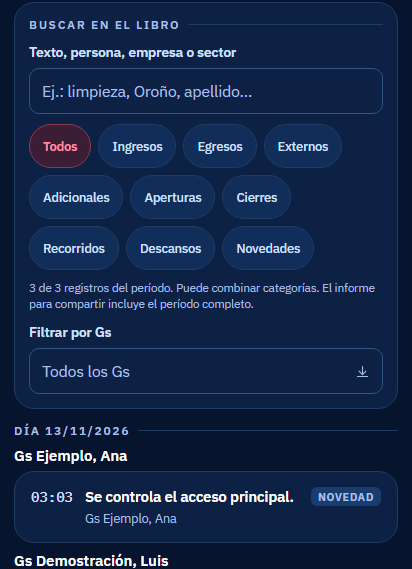 BUSCAR EN EL LIBRO
Texto, persona, empresa o sector
Ej.: limpieza, Oroño, apellido...
Todos
Ingresos
Egresos
Externos
Adicionales
Aperturas
Cierres
Recorridos
Descansos
Novedades
3 de 3 registros del período. Puede combinar categorías. El informe
para compartir incluye el período completo.
Filtrar por Gs
Todos los Gs
DÍA 13/11/2026
Gs Ejemplo, Ana
03:03 Se controla el acceso principal. NOVEDAD
Gs Ejemplo, Ana
Gs Demostración, Luis